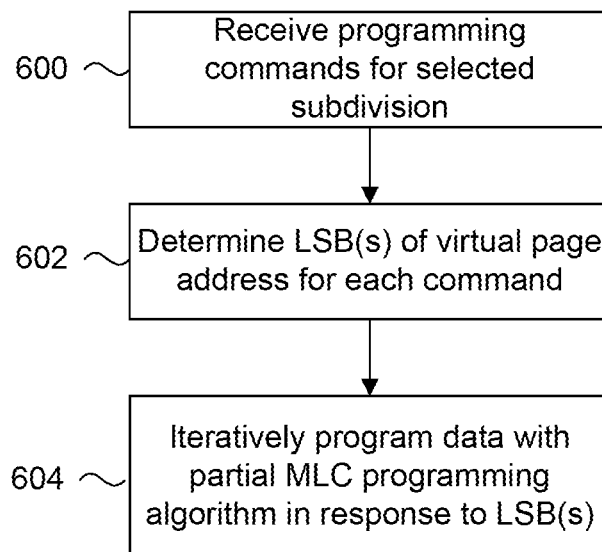 600
Receive programming
commands for selected
subdivision
602
Determine LSB(s) of virtual page
address for each command
604
Iteratively program data with
partial MLC programming
algorithm in response to LSB(s)